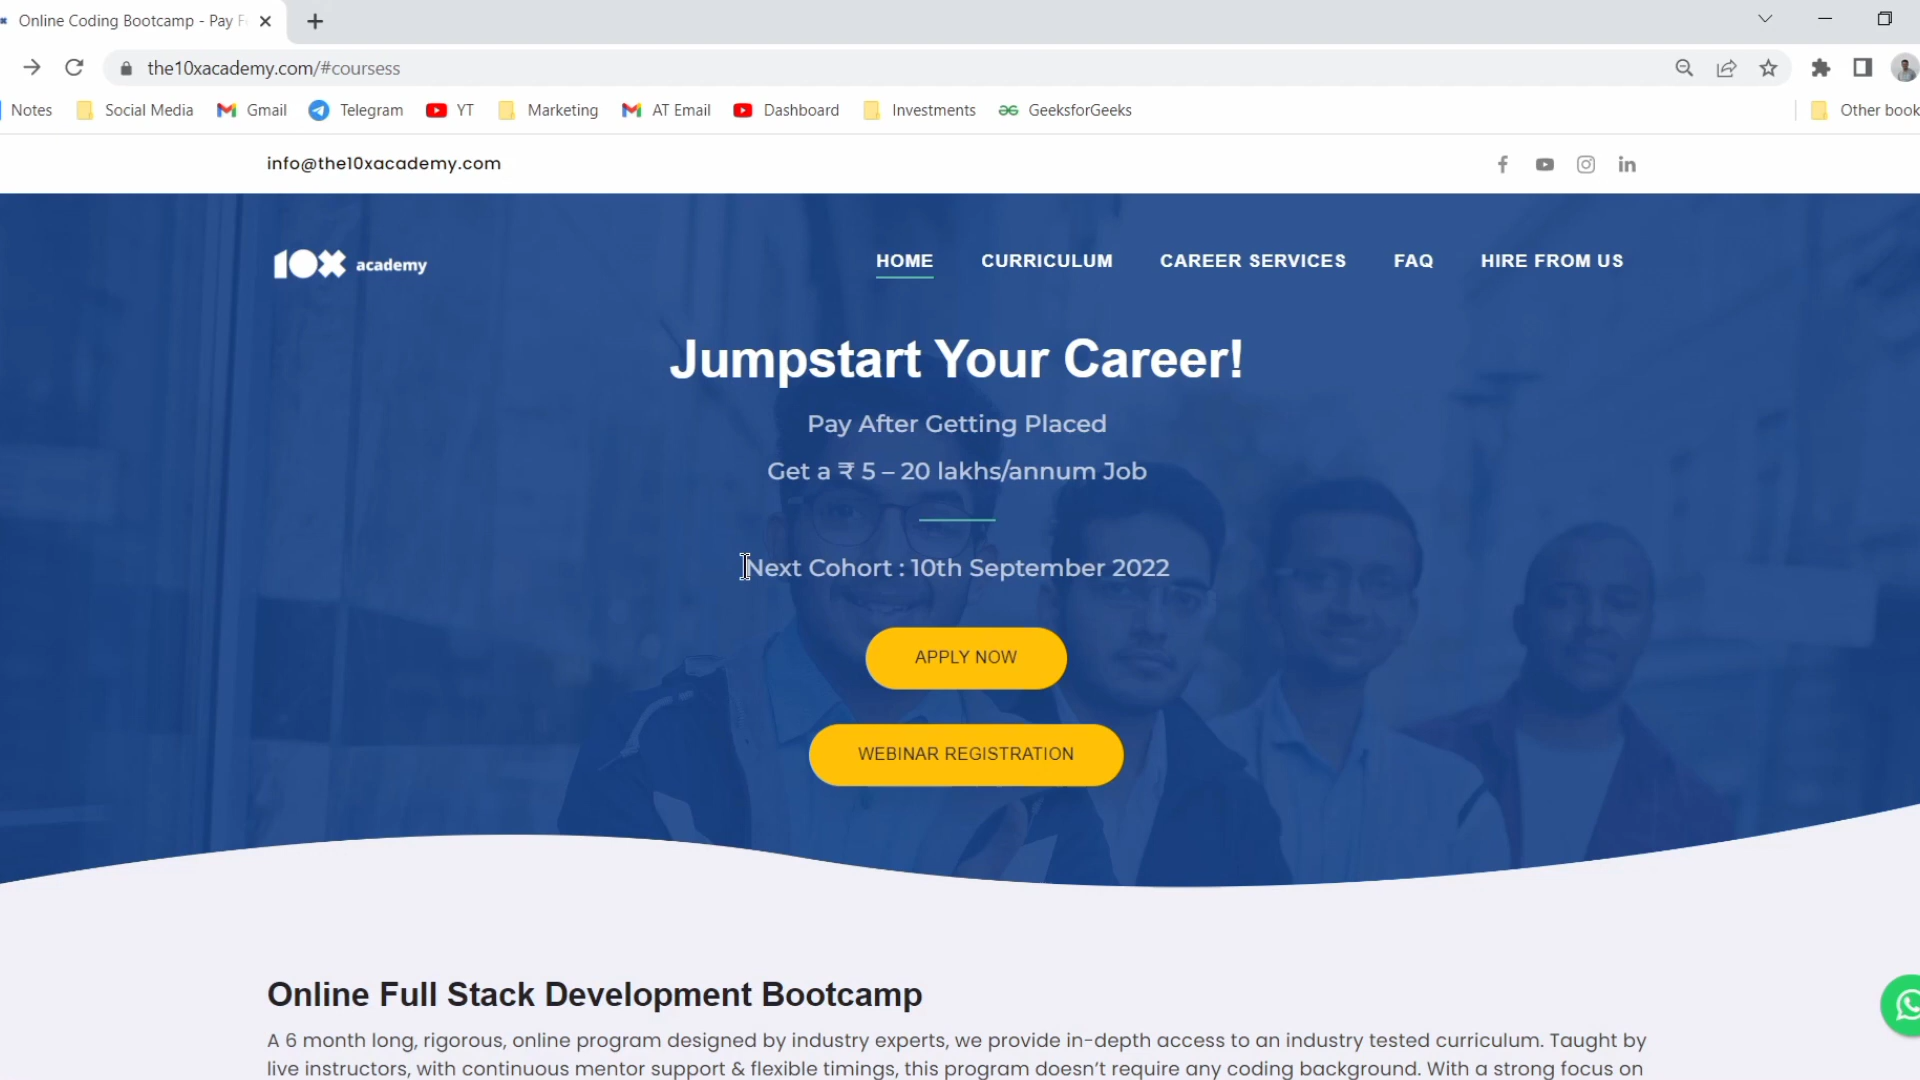 Online Coding Bootcamp - Pay F
the10xacademy.com/#coursess
Notes Social Media Gmail Telegram YT Marketing AT Email Dashboard Investments GeeksforGeeks Other book
info@the10xacademy.com
10X academy
HOME CURRICULUM CAREER SERVICES FAQ HIRE FROM US
Jumpstart Your Career!
Pay After Getting Placed
Get a ₹ 5 – 20 lakhs/annum Job
Next Cohort : 10th September 2022
APPLY NOW
WEBINAR REGISTRATION
Online Full Stack Development Bootcamp
A 6 month long, rigorous, online program designed by industry experts, we provide in-depth access to an industry tested curriculum. Taught by
live instructors, with continuous mentor support & flexible timings, this program doesn't require any coding background. With a strong focus on